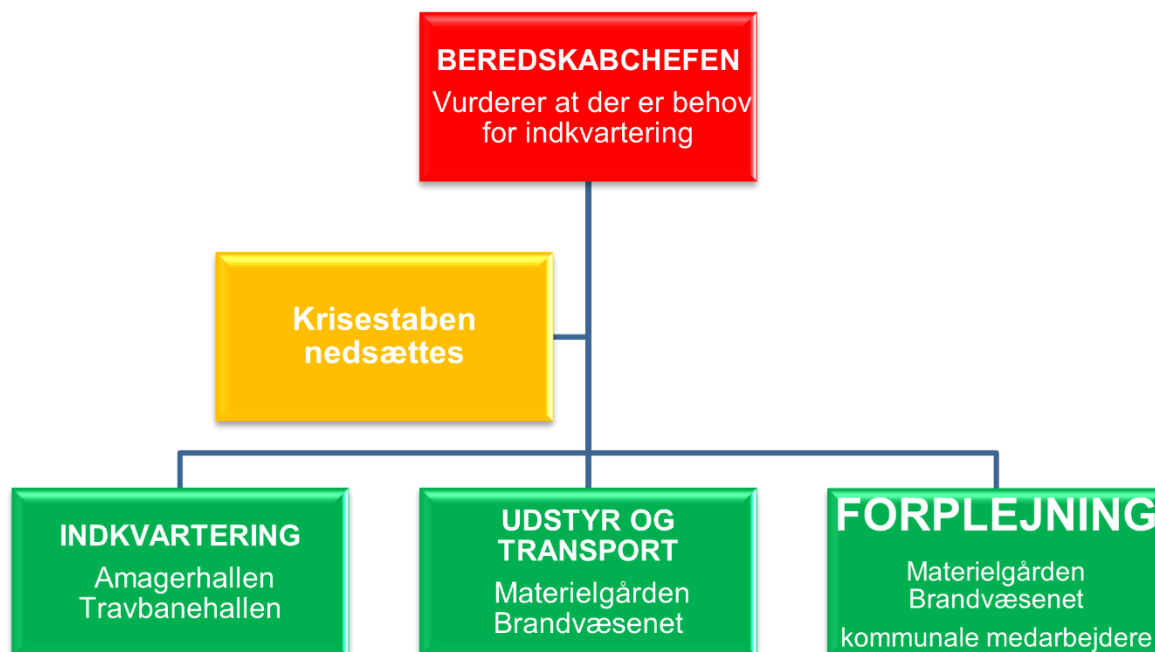 BEREDSKABCHEFEN
Vurderer at der er behov
for indkvartering
Krisestaben
nedsættes
INDKVARTERING
Amagerhallen
Travbanehallen
UDSTYR OG
TRANSPORT
Materielgården
Brandvæsenet
FORPLEJNING
Materielgården
Brandvæsenet
kommunale medarbejdere